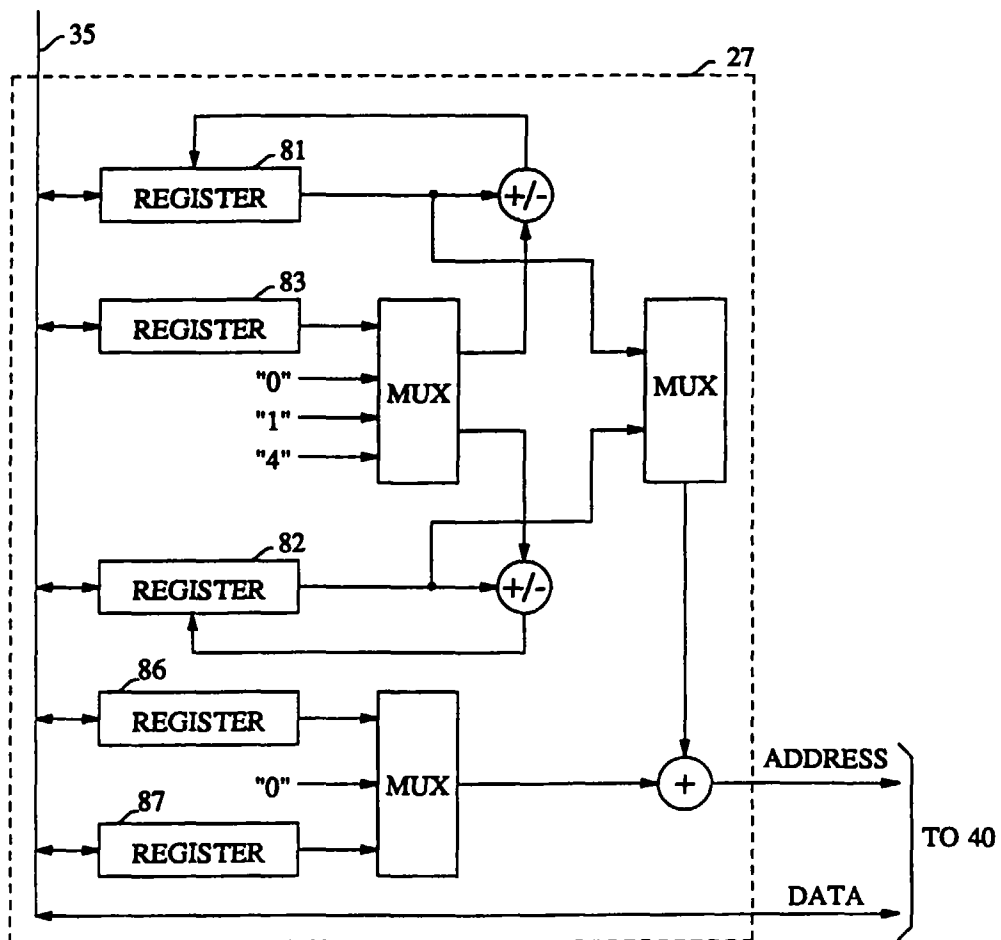 35
27
81
REGISTER
+/-
83
REGISTER
"0"
"1"
"4"
MUX
MUX
82
REGISTER
+/-
86
REGISTER
"0"
MUX
87
REGISTER
+
ADDRESS
TO 40
DATA